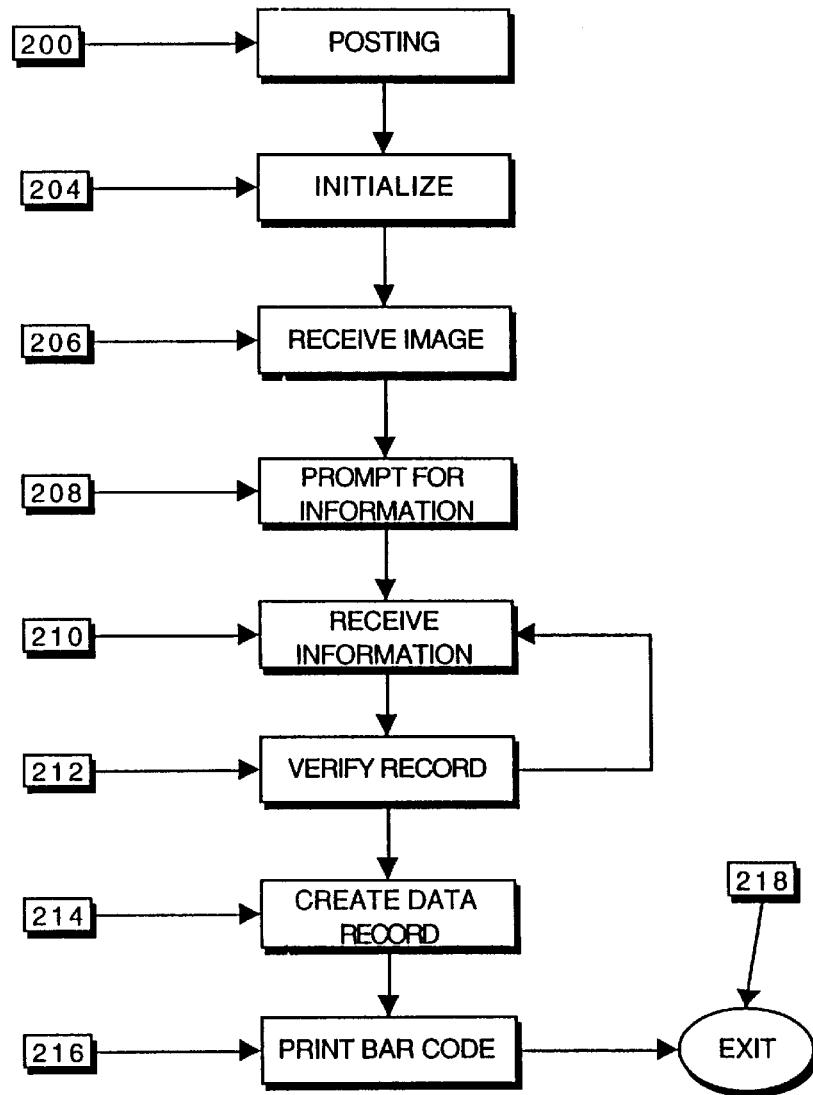 200
POSTING
204
INITIALIZE
206
RECEIVE IMAGE
208
PROMPT FOR
INFORMATION
210
RECEIVE
INFORMATION
212
VERIFY RECORD
214
CREATE DATA
RECORD
218
216
PRINT BAR CODE
EXIT